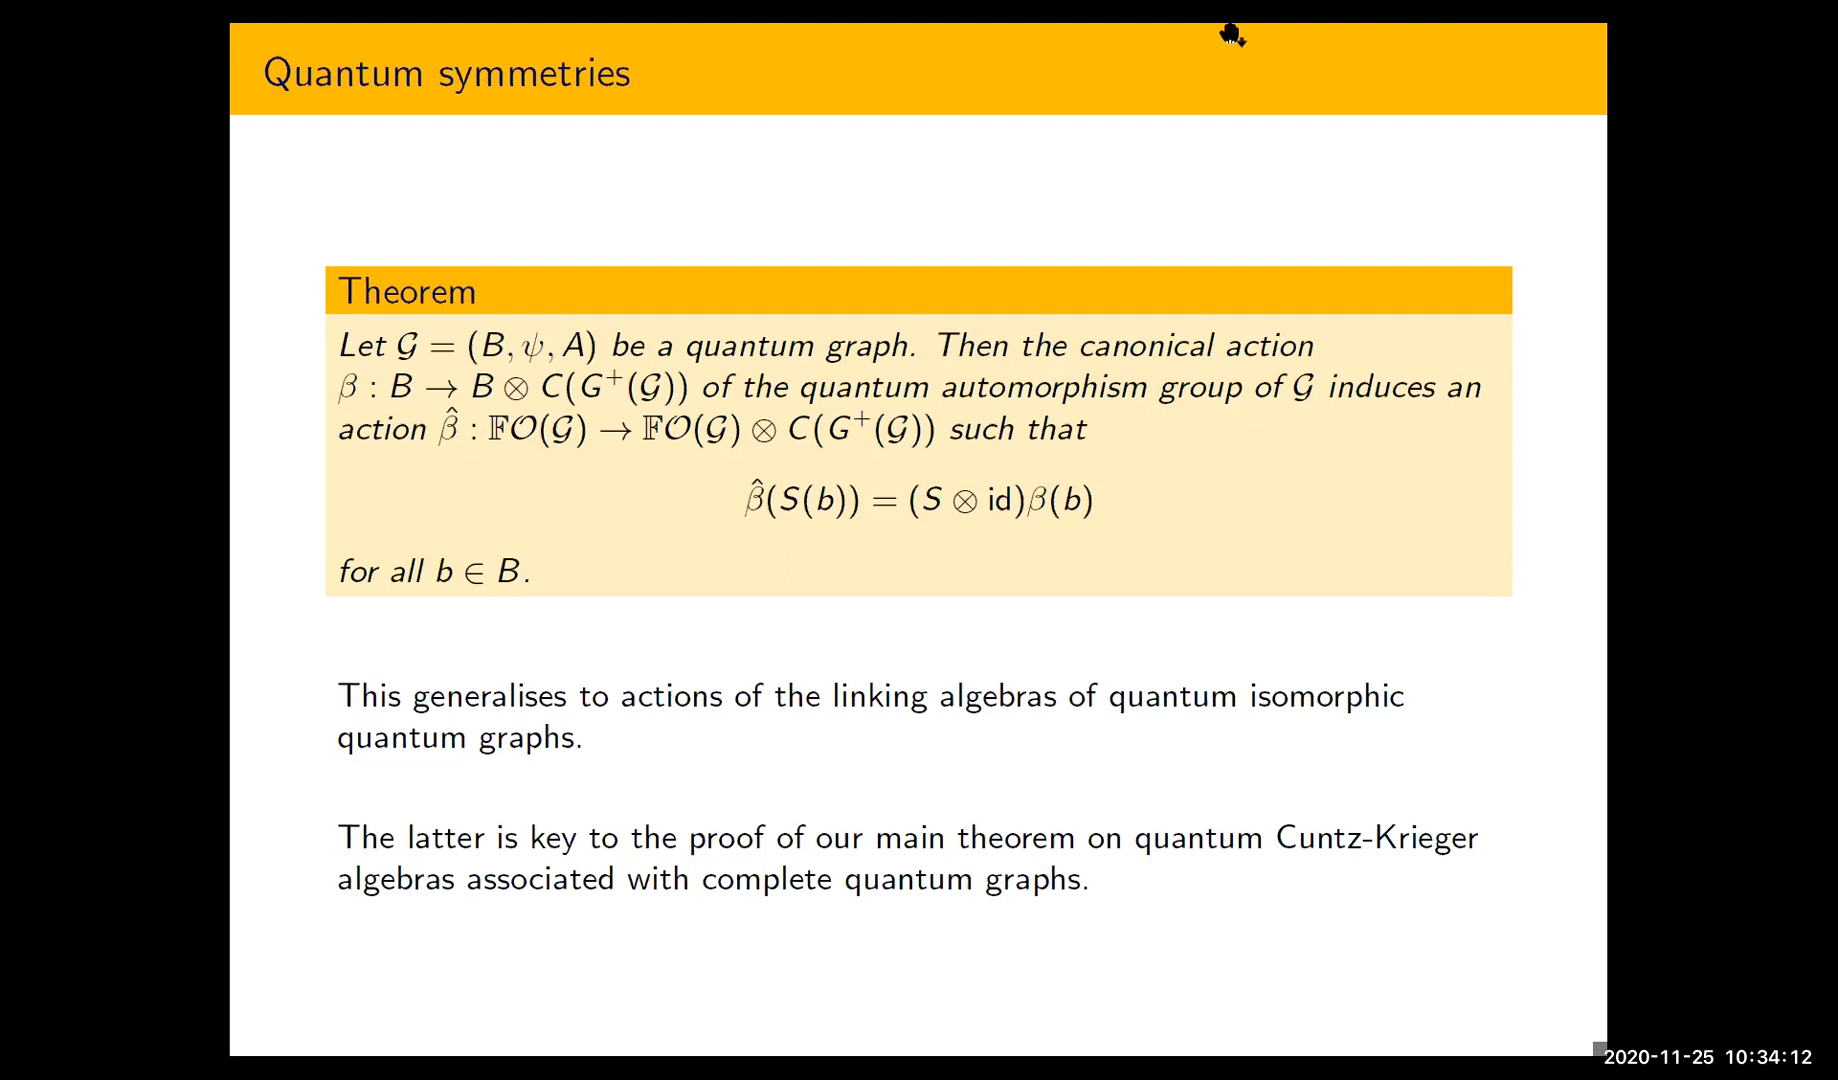 Quantum symmetries
Theorem
Let 𝒢 = (B, ψ, A) be a quantum graph. Then the canonical action
β : B → B ⊗ C(G⁺(𝒢)) of the quantum automorphism group of 𝒢 induces an
action β̂ : 𝔽𝒪(𝒢) → 𝔽𝒪(𝒢) ⊗ C(G⁺(𝒢)) such that
β̂(S(b)) = (S ⊗ id)β(b)
for all b ∈ B.
This generalises to actions of the linking algebras of quantum isomorphic
quantum graphs.
The latter is key to the proof of our main theorem on quantum Cuntz-Krieger
algebras associated with complete quantum graphs.
2020-11-25 10:34:12